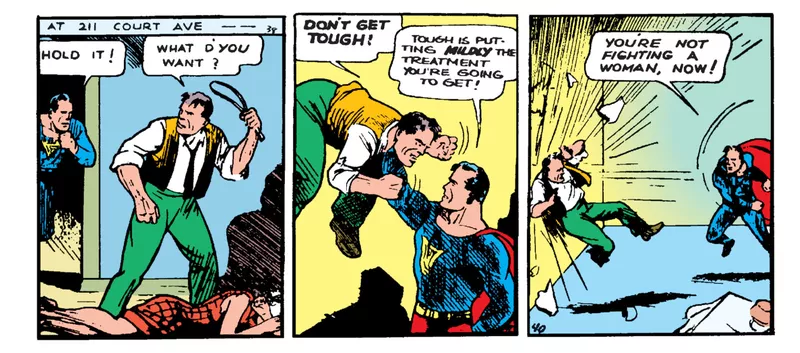 AT 211 COURT AVE — —
38
HOLD IT!
WHAT D'YOU
WANT?
DON'T GET
TOUGH!
TOUGH IS PUT-
TING MILDLY THE
TREATMENT
YOU'RE GOING
TO GET!
YOU'RE NOT
FIGHTING A
WOMAN, NOW!
40